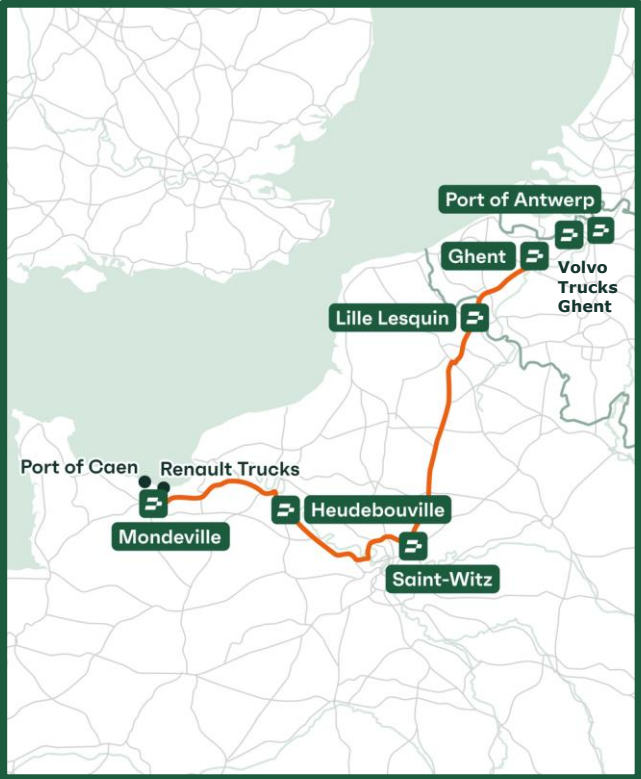 Port of Antwerp
Ghent
Volvo
Trucks
Ghent
Lille Lesquin
Port of Caen
Renault Trucks
Heudebouville
Mondeville
Saint-Witz